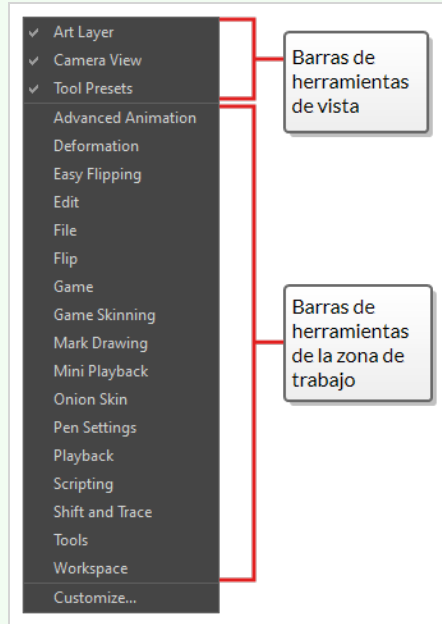 Art Layer
Camera View
Tool Presets
Advanced Animation
Deformation
Easy Flipping
Edit
File
Flip
Game
Game Skinning
Mark Drawing
Mini Playback
Onion Skin
Pen Settings
Playback
Scripting
Shift and Trace
Tools
Workspace
Customize...
Barras de
herramientas
de vista
Barras de
herramientas
de la zona de
trabajo